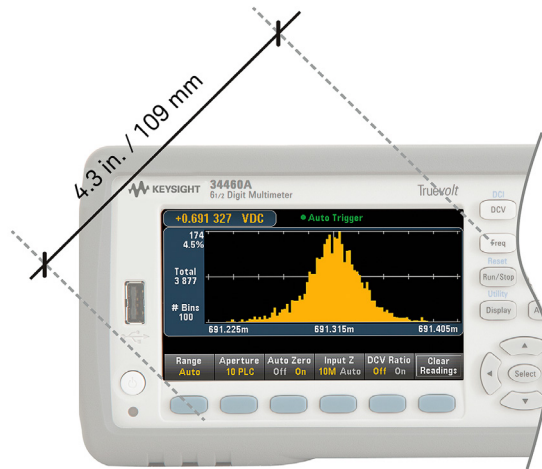 4.3 in. / 109 mm
KEYSIGHT 34460A
6 1/2 Digit Multimeter
Truevolt
+0.691 327 VDC
Auto Trigger
174
4.5%
Total
3 877
# Bins
100
691.225m 691.315m 691.405m
Range Aperture Auto Zero Input Z DCV Ratio Clear
Auto 10 PLC Off On 10M Auto Off On Readings
DCI
DCV
Freq
Reset
Run/Stop
Utility
Display
Select